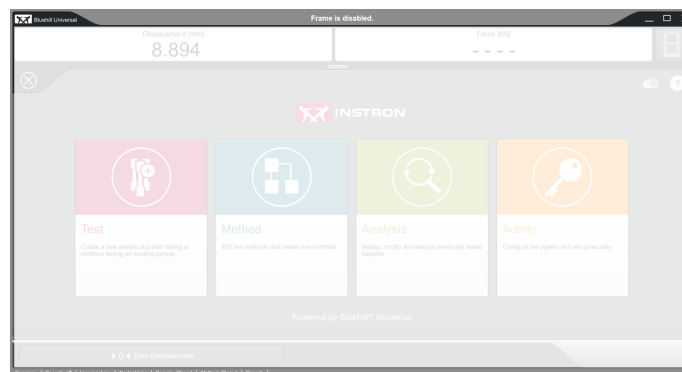 Bluehill Universal
Frame is disabled.
Displacement [mm]
Force [kN]
8.894
- - - -
?
INSTRON
Test
Create a new sample and start testing or
continue testing an existing sample.
Method
Edit test methods and create new methods.
Analysis
Replay, modify and analyze previously tested
samples.
Admin
Configure the system and set up security.
Powered by Bluehill® Universal
0 Zero Displacement